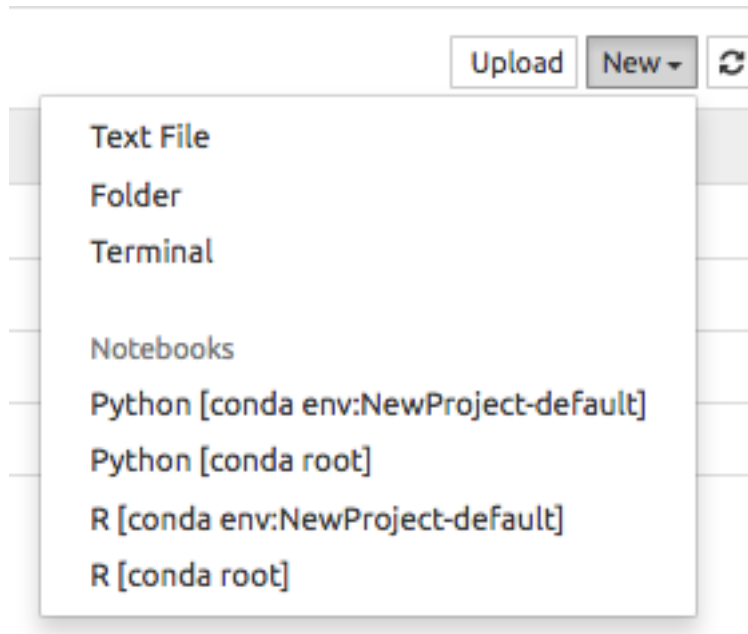 Upload New
Text File
Folder
Terminal
Notebooks
Python [conda env:NewProject-default]
Python [conda root]
R [conda env:NewProject-default]
R [conda root]